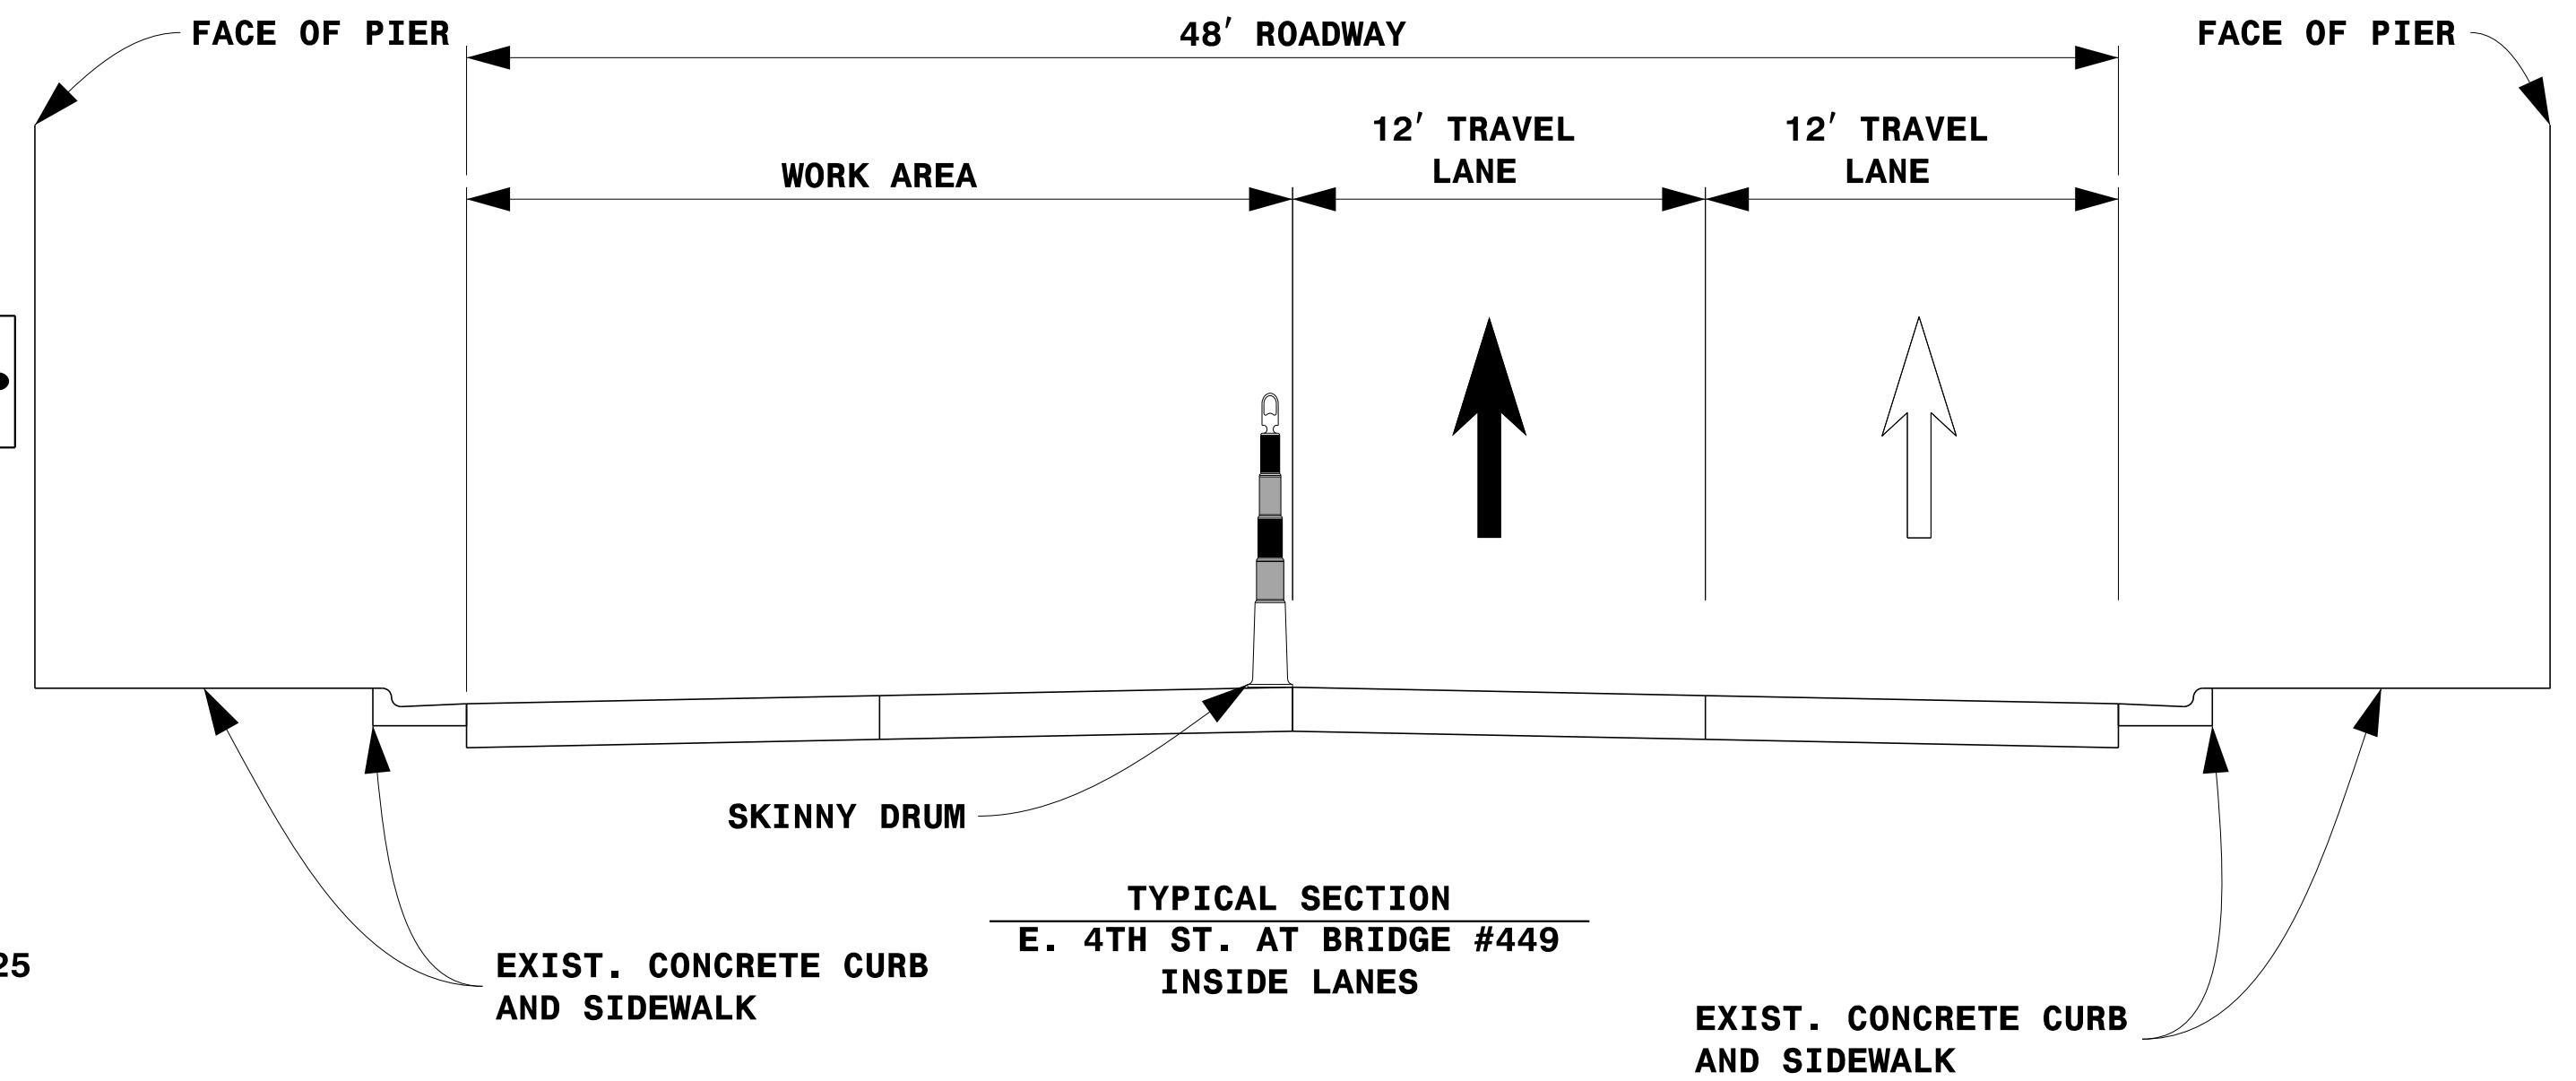 FACE OF PIER
48' ROADWAY
FACE OF PIER
12' TRAVEL
LANE
12' TRAVEL
LANE
WORK AREA
SKINNY DRUM
TYPICAL SECTION
E. 4TH ST. AT BRIDGE #449
INSIDE LANES
25
EXIST. CONCRETE CURB
AND SIDEWALK
EXIST. CONCRETE CURB
AND SIDEWALK